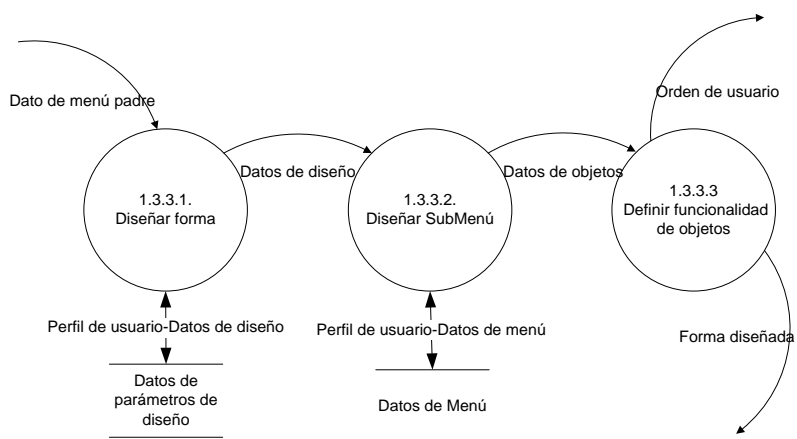 Dato de menú padre
Orden de usuario
Datos de diseño
Datos de objetos
1.3.3.1.
Diseñar forma
1.3.3.2.
Diseñar SubMenú
1.3.3.3
Definir funcionalidad
de objetos
Perfil de usuario-Datos de diseño
Perfil de usuario-Datos de menú
Forma diseñada
Datos de
parámetros de
diseño
Datos de Menú